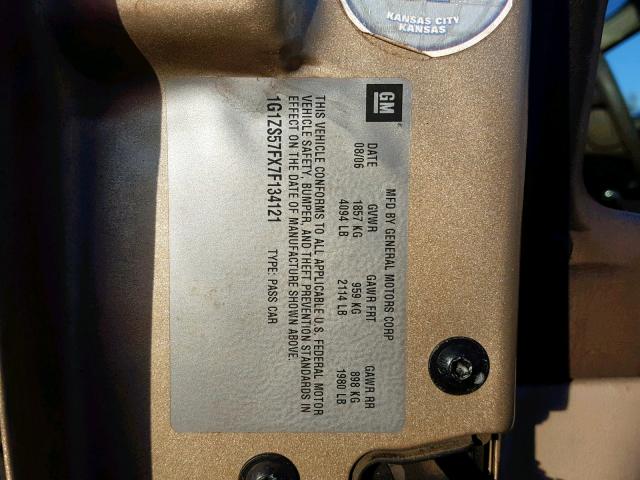 KANSAS CITY
KANSAS
GM
MFD BY GENERAL MOTORS CORP
DATE GVWR GAWR FRT GAWR RR
08/06 1857 KG 959 KG 898 KG
4094 LB 2114 LB 1980 LB
THIS VEHICLE CONFORMS TO ALL APPLICABLE U.S. FEDERAL MOTOR
VEHICLE SAFETY, BUMPER, AND THEFT PREVENTION STANDARDS IN
EFFECT ON THE DATE OF MANUFACTURE SHOWN ABOVE.
1G1ZS57FX7F134121 TYPE: PASS CAR